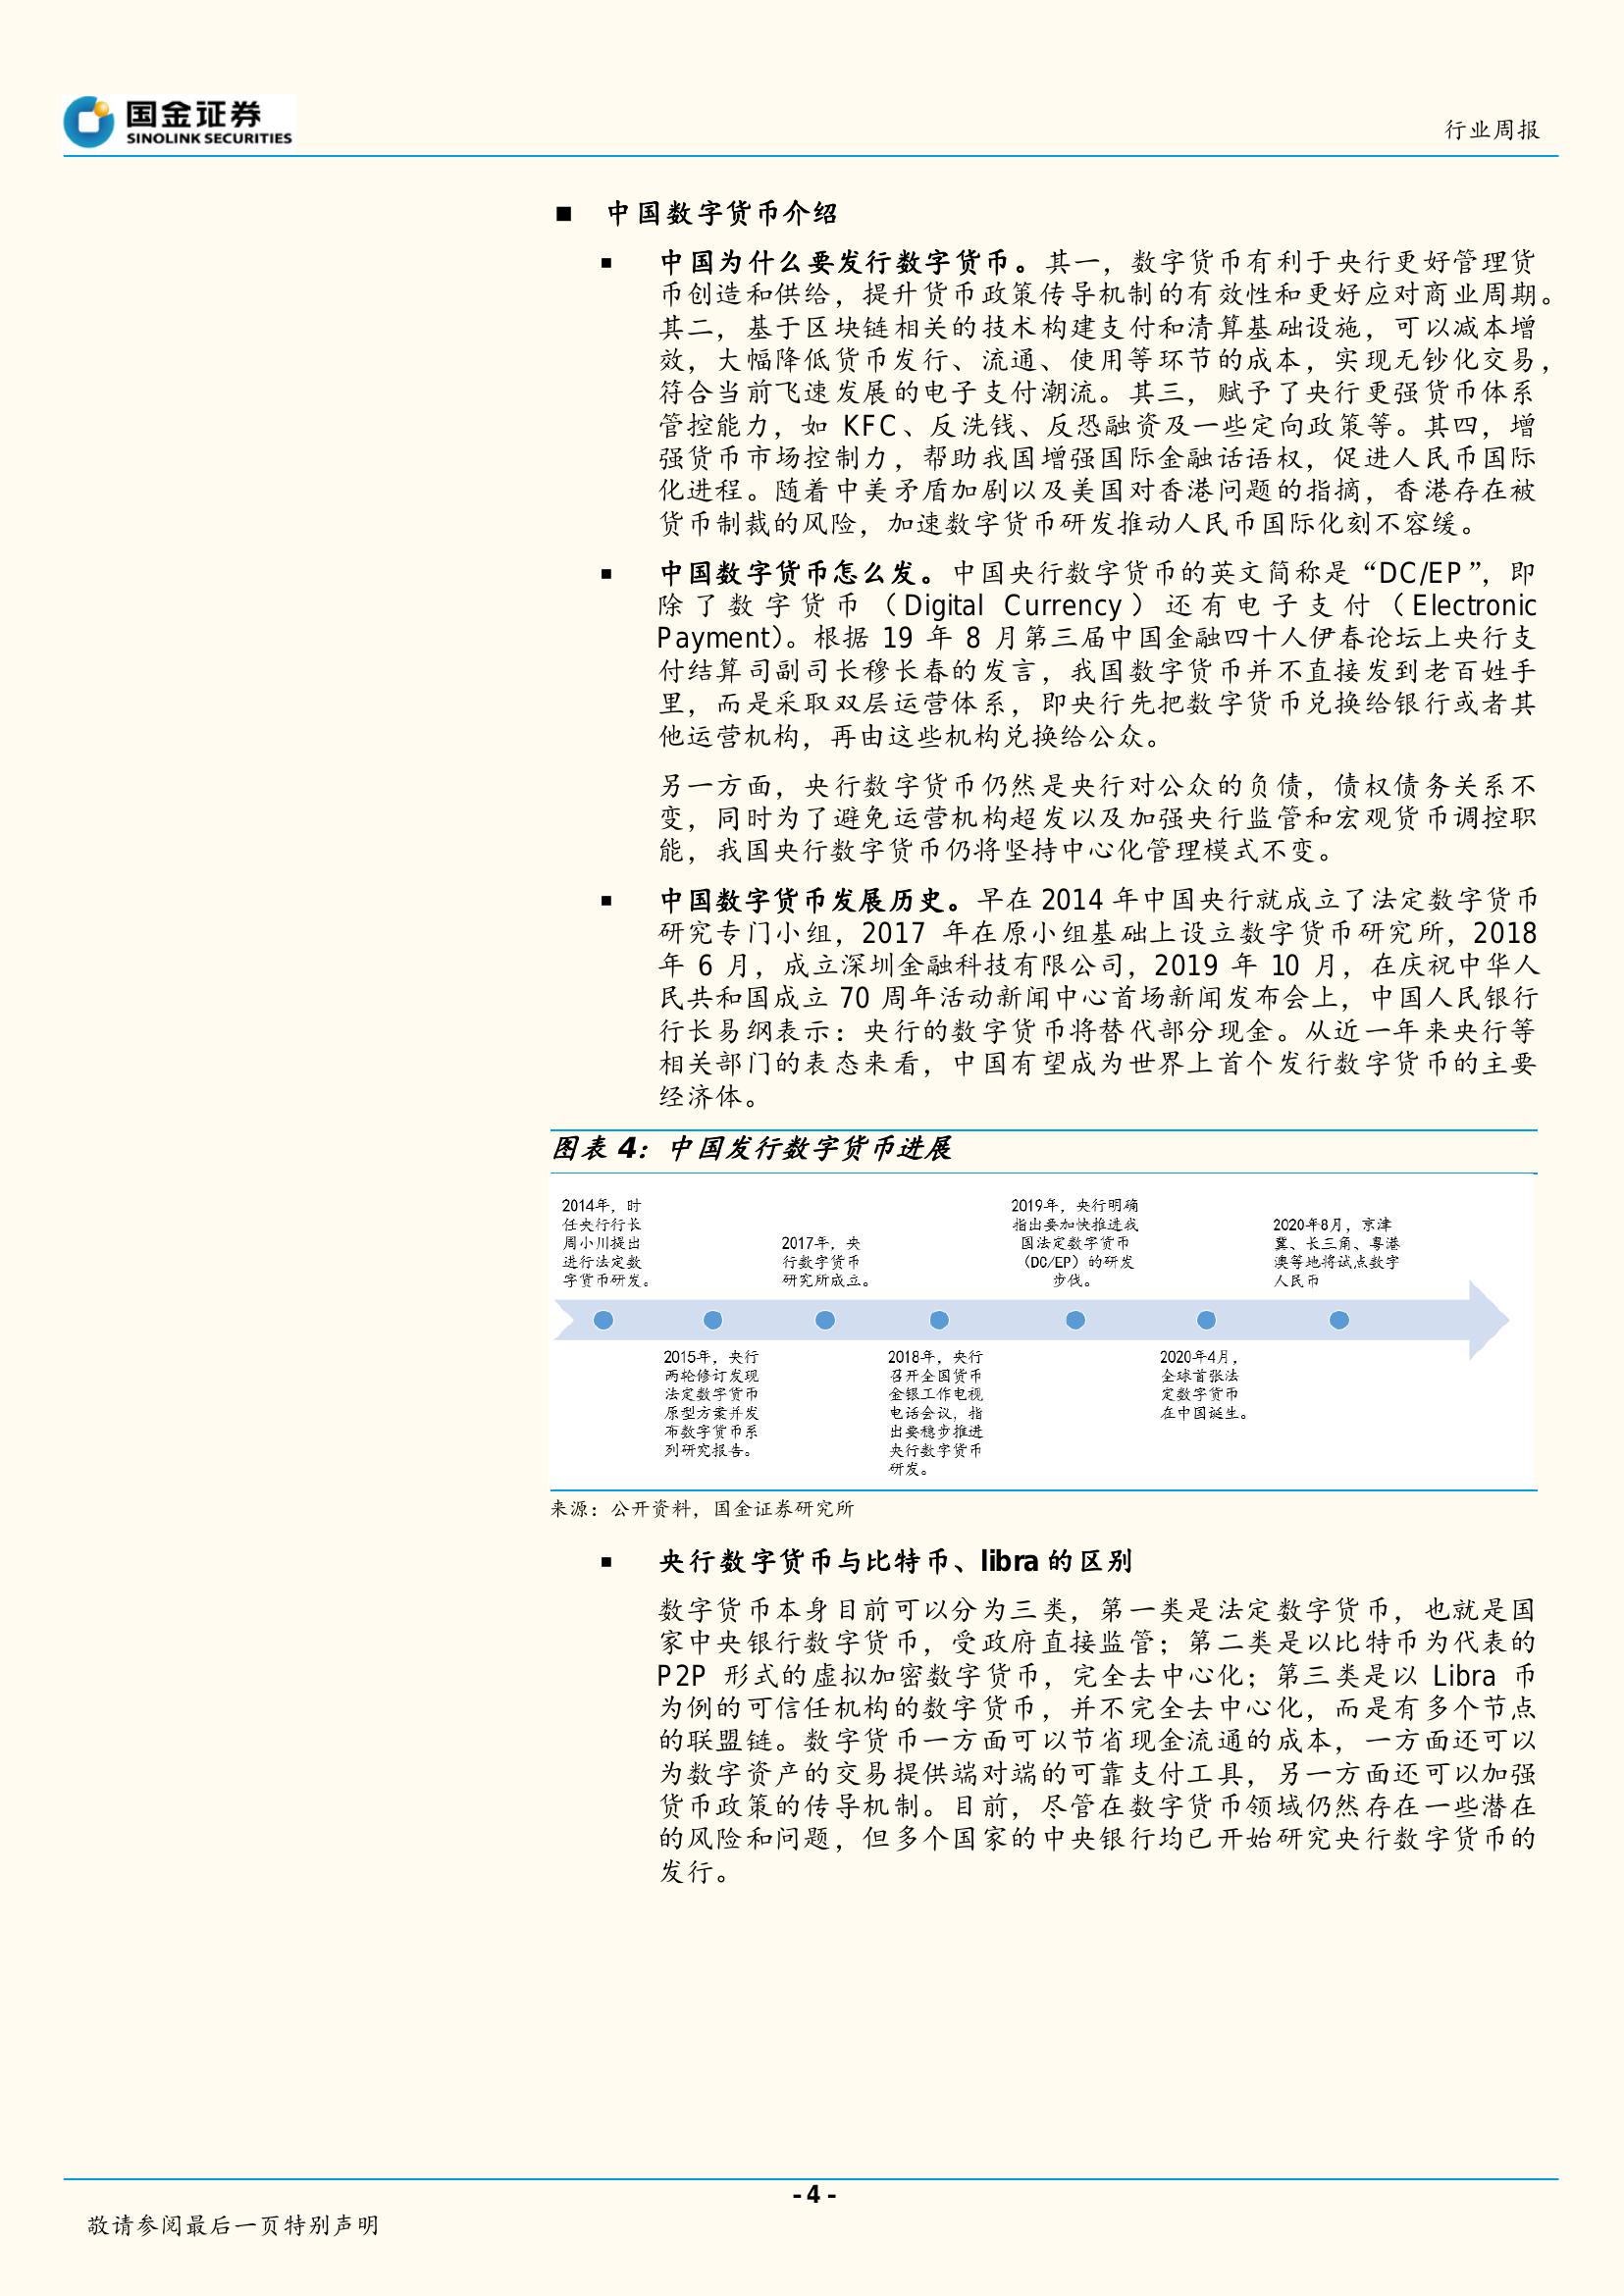 国金证券
SINOLINK SECURITIES
行业周报
■ 中国数字货币介绍
▪ 中国为什么要发行数字货币。其一，数字货币有利于央行更好管理货
币创造和供给，提升货币政策传导机制的有效性和更好应对商业周期。
其二，基于区块链相关的技术构建支付和清算基础设施，可以减本增
效，大幅降低货币发行、流通、使用等环节的成本，实现无钞化交易，
符合当前飞速发展的电子支付潮流。其三，赋予了央行更强货币体系
管控能力，如 KFC、反洗钱、反恐融资及一些定向政策等。其四，增
强货币市场控制力，帮助我国增强国际金融话语权，促进人民币国际
化进程。随着中美矛盾加剧以及美国对香港问题的指摘，香港存在被
货币制裁的风险，加速数字货币研发推动人民币国际化刻不容缓。
▪ 中国数字货币怎么发。中国央行数字货币的英文简称是“DC/EP”，即
除了数字货币（Digital Currency）还有电子支付（Electronic
Payment）。根据 19 年 8 月第三届中国金融四十人伊春论坛上央行支
付结算司副司长穆长春的发言，我国数字货币并不直接发到老百姓手
里，而是采取双层运营体系，即央行先把数字货币兑换给银行或者其
他运营机构，再由这些机构兑换给公众。
另一方面，央行数字货币仍然是央行对公众的负债，债权债务关系不
变，同时为了避免运营机构超发以及加强央行监管和宏观货币调控职
能，我国央行数字货币仍将坚持中心化管理模式不变。
▪ 中国数字货币发展历史。早在 2014 年中国央行就成立了法定数字货币
研究专门小组，2017 年在原小组基础上设立数字货币研究所，2018
年 6 月，成立深圳金融科技有限公司，2019 年 10 月，在庆祝中华人
民共和国成立 70 周年活动新闻中心首场新闻发布会上，中国人民银行
行长易纲表示：央行的数字货币将替代部分现金。从近一年来央行等
相关部门的表态来看，中国有望成为世界上首个发行数字货币的主要
经济体。
图表 4：中国发行数字货币进展
2014年，时
任央行行长
周小川提出
进行法定数
字货币研发。
2017年，央
行数字货币
研究所成立。
2019年，央行明确
指出要加快推进我
国法定数字货币
（DC/EP）的研发
步伐。
2020年8月，京津
冀、长三角、粤港
澳等地将试点数字
人民币
2015年，央行
两轮修订发现
法定数字货币
原型方案并发
布数字货币系
列研究报告。
2018年，央行
召开全国货币
金银工作电视
电话会议，指
出要稳步推进
央行数字货币
研发。
2020年4月，
全球首张法
定数字货币
在中国诞生。
来源：公开资料，国金证券研究所
▪ 央行数字货币与比特币、libra 的区别
数字货币本身目前可以分为三类，第一类是法定数字货币，也就是国
家中央银行数字货币，受政府直接监管；第二类是以比特币为代表的
P2P 形式的虚拟加密数字货币，完全去中心化；第三类是以 Libra 币
为例的可信任机构的数字货币，并不完全去中心化，而是有多个节点
的联盟链。数字货币一方面可以节省现金流通的成本，一方面还可以
为数字资产的交易提供端对端的可靠支付工具，另一方面还可以加强
货币政策的传导机制。目前，尽管在数字货币领域仍然存在一些潜在
的风险和问题，但多个国家的中央银行均已开始研究央行数字货币的
发行。
- 4 -
敬请参阅最后一页特别声明